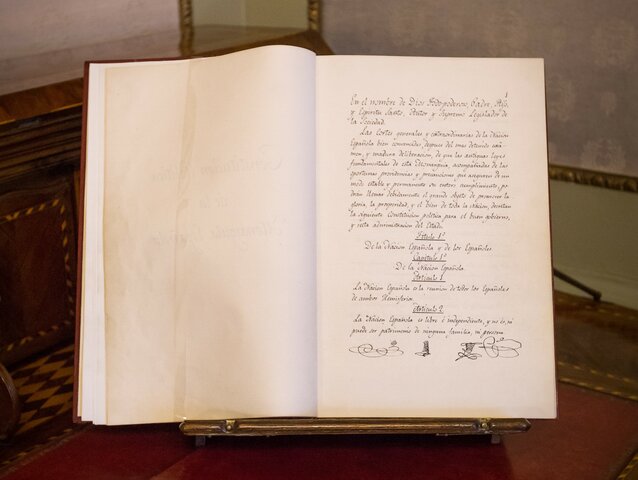 1
En el nombre de Dios Todopoderoso, Padre, Hijo,
y Espiritu Santo, Autor y Supremo Legislador de
la Sociedad.
Las Cortes generales y extraordinarias de la Nacion
Española bien convencidas despues del mas detenido exá-
men, y madura deliberacion, de que las antiguas leyes
fundamentales de esta Monarquia, acompañadas de las
oportunas providencias y precauciones que aseguren de un
modo estable y permanente su entero cumplimiento, po-
drán llenar debidamente el grande objeto de promover la
gloria, la prosperidad, y el bien de toda la Nacion, decretan
la siguiente Constitucion politica para el buen gobierno,
y recta administracion del Estado.
Titulo 1º
De la Nacion Española y de los Españoles.
Capitulo 1º
De la Nacion Española.
Articulo 1
La Nacion Española es la reunion de todos los Españoles
de ambos Hemisferios.
Articulo 2.
La Nacion Española es libre é independiente, y no es, ni
puede ser patrimonio de ninguna familia, ni persona.